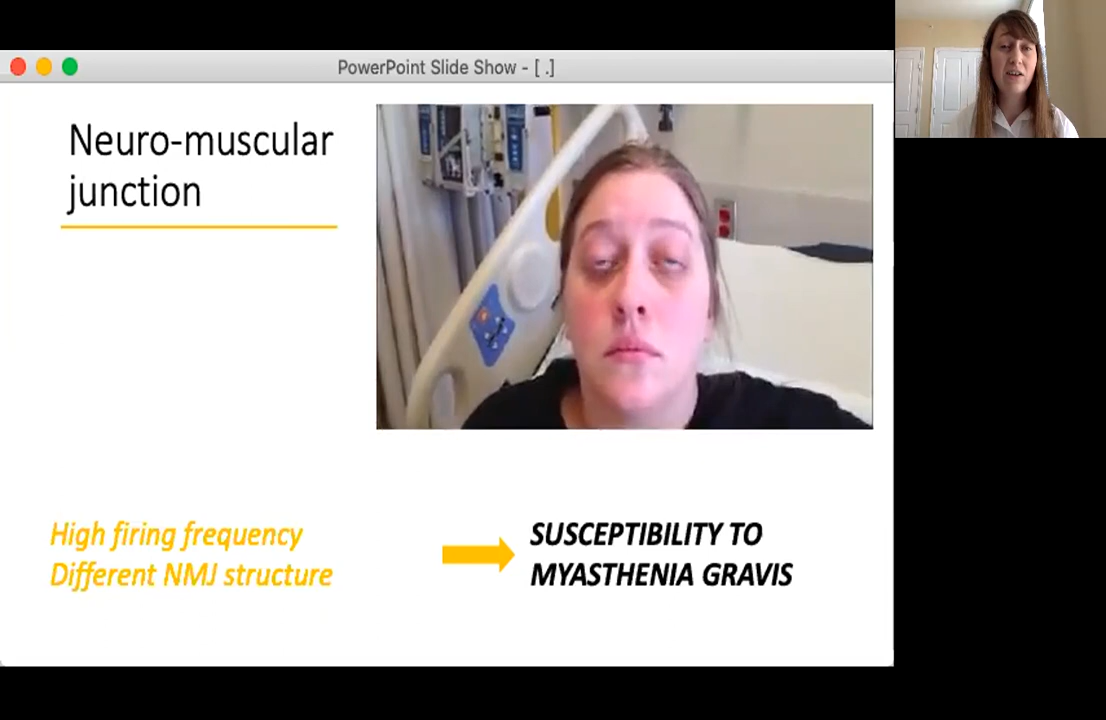 PowerPoint Slide Show - [ .]
Neuro-muscular
junction
High firing frequency
Different NMJ structure
SUSCEPTIBILITY TO
MYASTHENIA GRAVIS